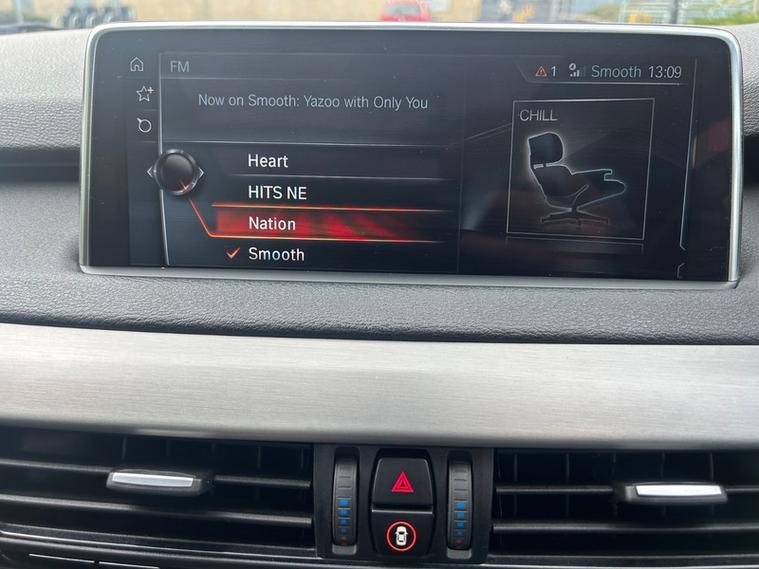 FM
1 Smooth 13:09
Now on Smooth: Yazoo with Only You
CHILL
Heart
HITS NE
Nation
Smooth